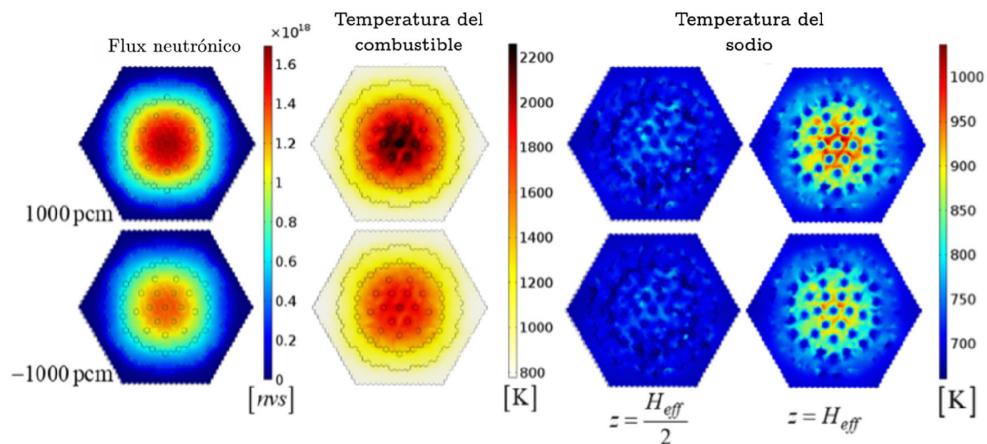 Flux neutrónico
×10^18
1.6
1.4
1.2
1
0.8
0.6
0.4
0.2
0
[nvs]
1000 pcm
−1000 pcm
Temperatura del
combustible
2200
2000
1800
1600
1400
1200
1000
800
[K]
Temperatura del
sodio
1000
950
900
850
800
750
700
[K]
z = H_eff / 2
z = H_eff